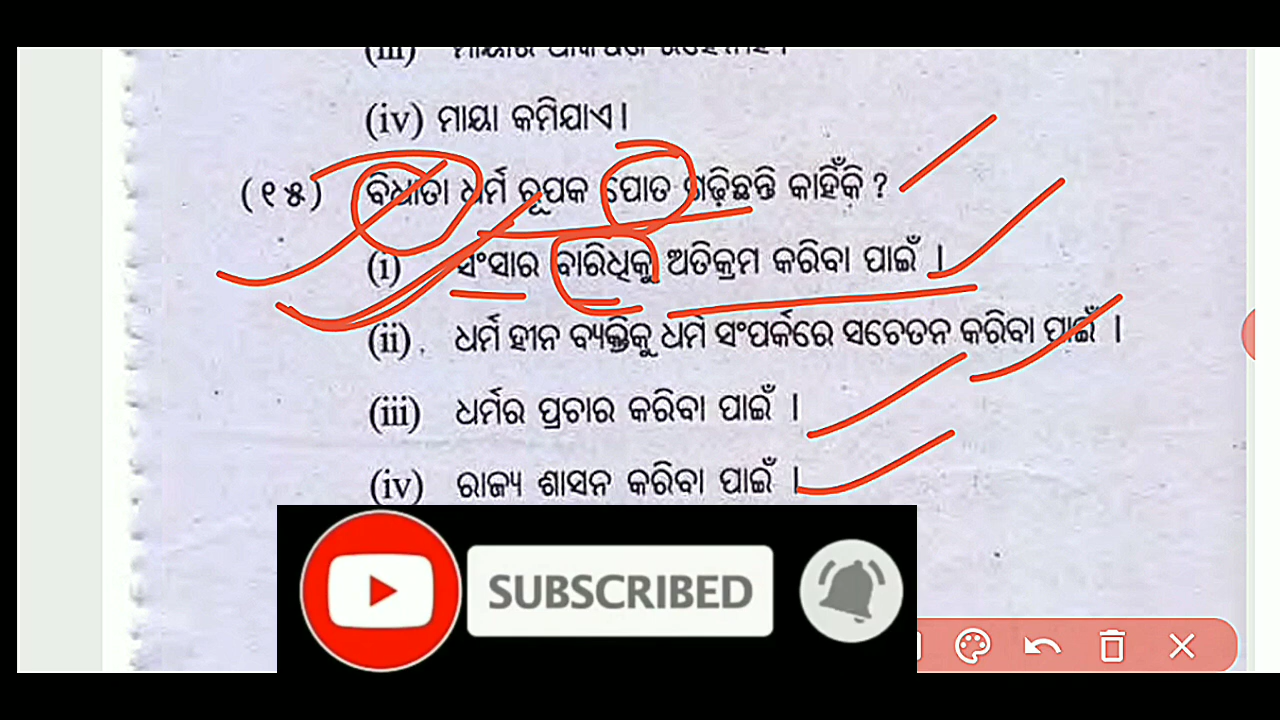 (iv) ମାୟା କମିଯାଏ।
(୧୫) ବିଧାତା ଧର୍ମ ରୂପକ ପୋତ ଗଢ଼ିଛନ୍ତି କାହିଁକି ?
(i) ସଂସାର ବାରିଧିକୁ ଅତିକ୍ରମ କରିବା ପାଇଁ ।
(ii) ଧର୍ମ ହୀନ ବ୍ୟକ୍ତିକୁ ଧର୍ମ ସଂପର୍କରେ ସଚେତନ କରିବା ପାଇଁ ।
(iii) ଧର୍ମର ପ୍ରଚାର କରିବା ପାଇଁ ।
(iv) ରାଜ୍ୟ ଶାସନ କରିବା ପାଇଁ ।
SUBSCRIBED